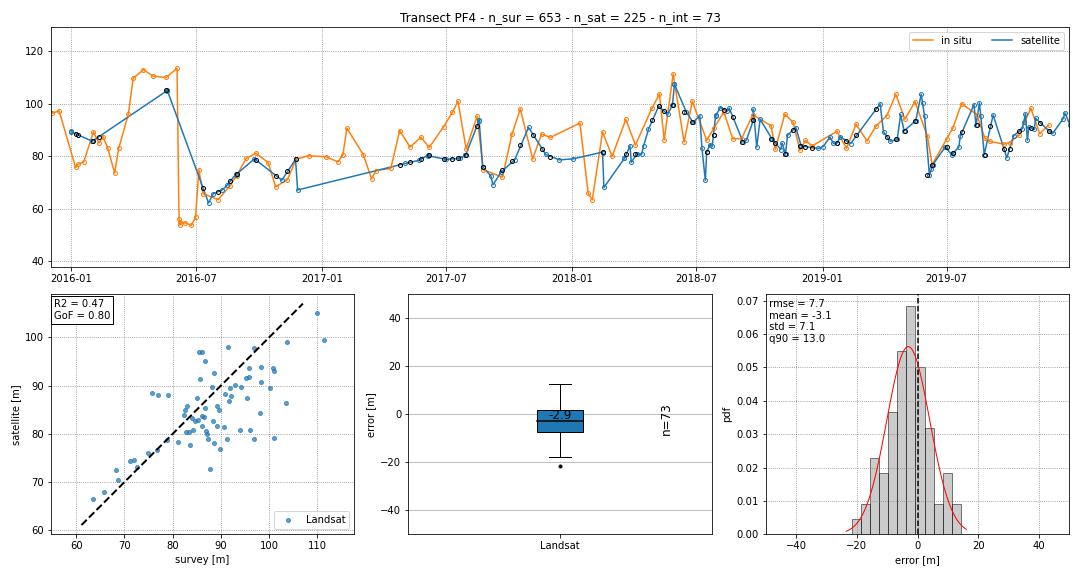 Transect PF4 - n_sur = 653 - n_sat = 225 - n_int = 73
in situ
satellite
120
100
80
60
40
2016-01
2016-07
2017-01
2017-07
2018-01
2018-07
2019-01
2019-07
R2 = 0.47
GoF = 0.80
satellite [m]
100
90
80
70
60
60
70
80
90
100
110
survey [m]
Landsat
error [m]
40
20
0
−20
−40
-2.9
n=73
Landsat
rmse = 7.7
mean = -3.1
std = 7.1
q90 = 13.0
pdf
0.07
0.06
0.05
0.04
0.03
0.02
0.01
0.00
−40
−20
0
20
40
error [m]